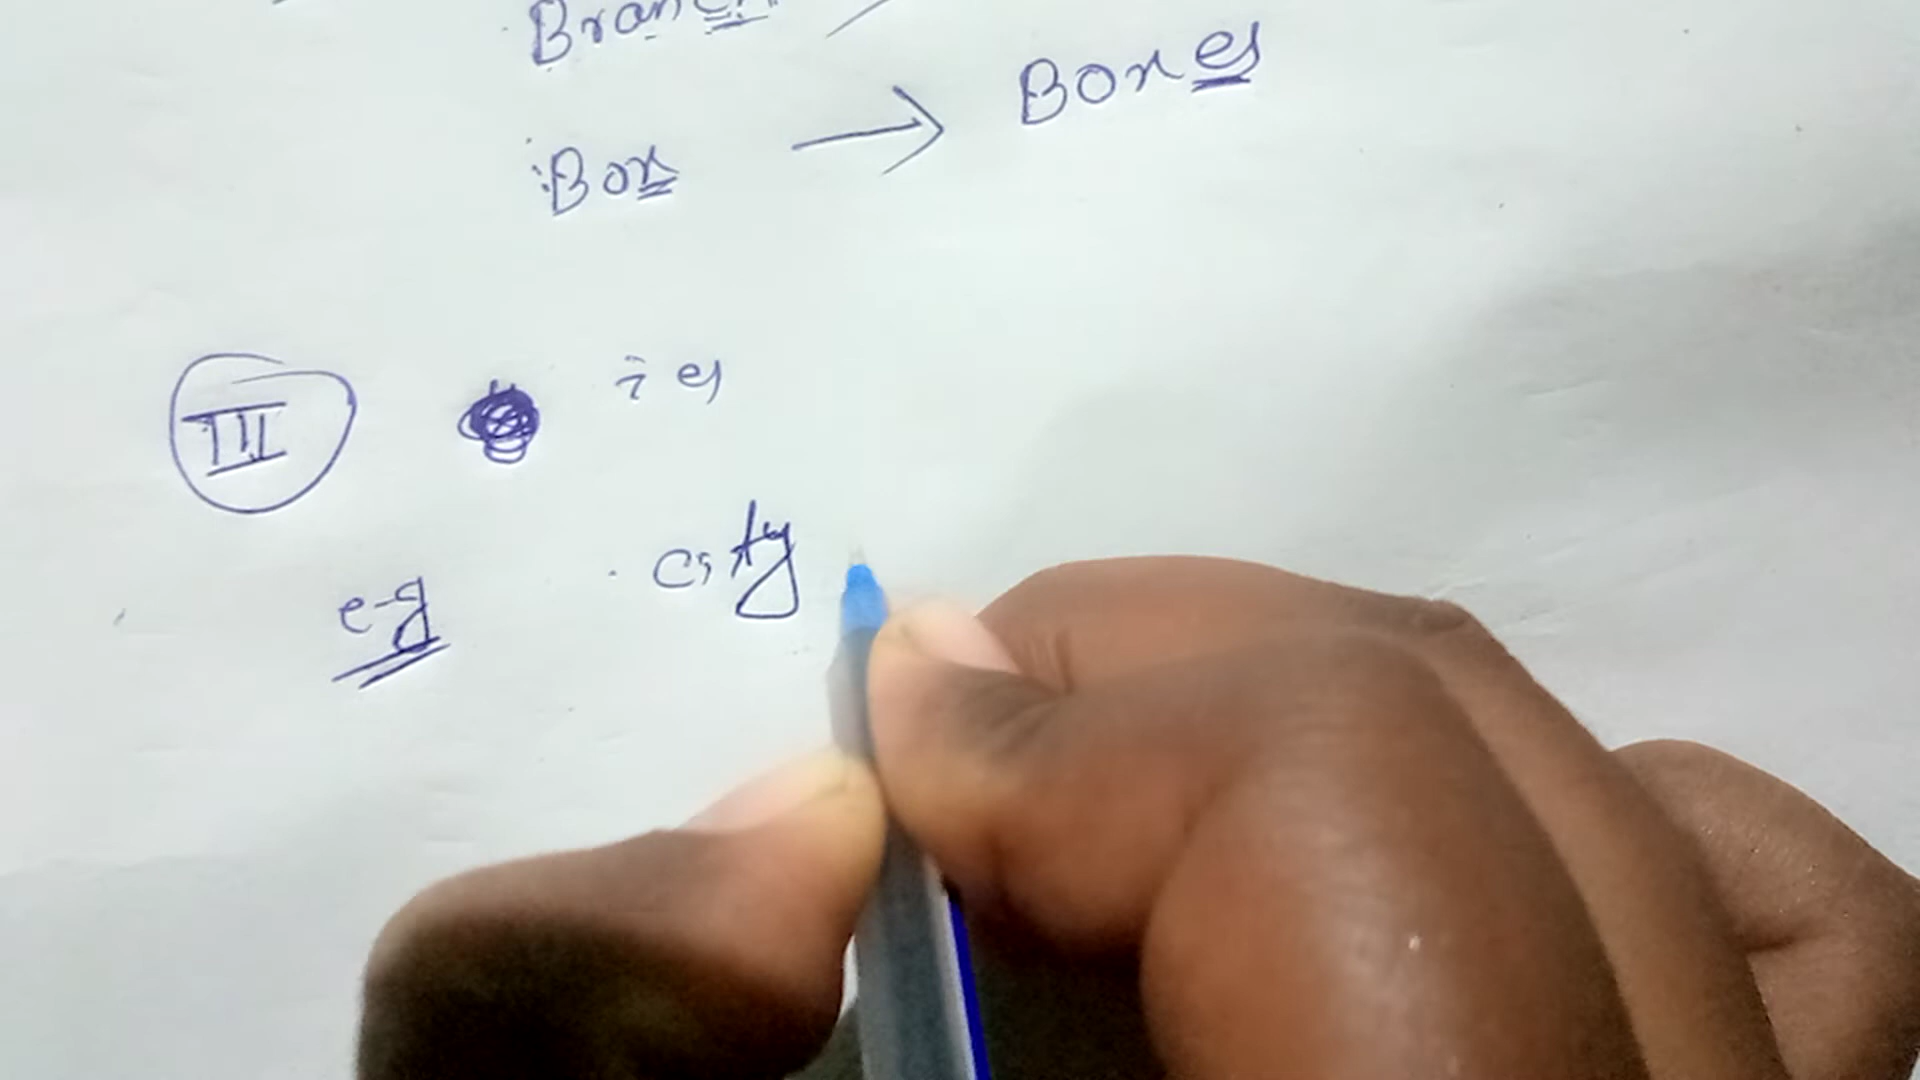 Branch
Box → Boxes
III ies
e-g city